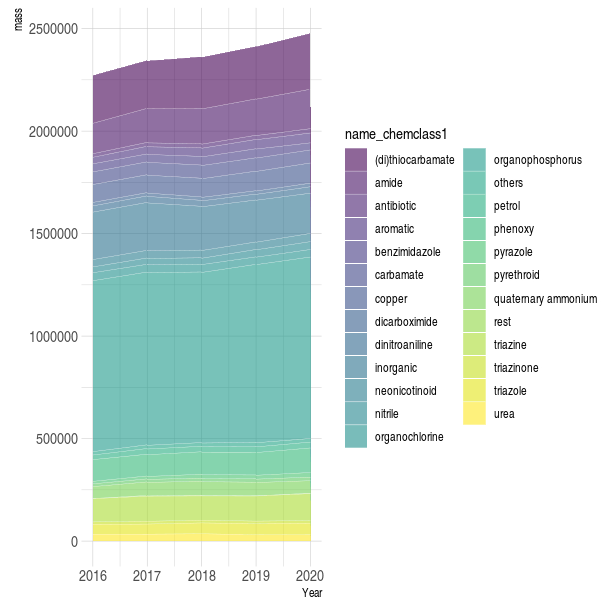 mass
2500000
2000000
1500000
1000000
500000
0
2016 2017 2018 2019 2020
Year
name_chemclass1
(di)thiocarbamate
amide
antibiotic
aromatic
benzimidazole
carbamate
copper
dicarboximide
dinitroaniline
inorganic
neonicotinoid
nitrile
organochlorine
organophosphorus
others
petrol
phenoxy
pyrazole
pyrethroid
quaternary ammonium
rest
triazine
triazinone
triazole
urea